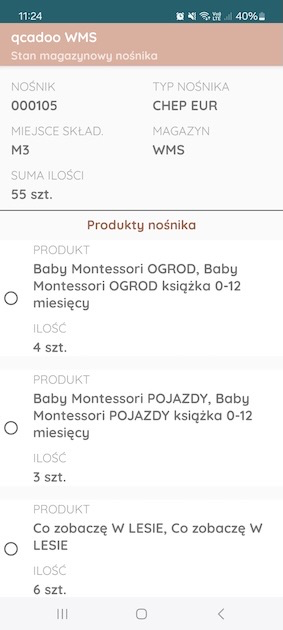 11:24
40%
qcadoo WMS
Stan magazynowy nośnika
NOŚNIK
TYP NOŚNIKA
000105
CHEP EUR
MIEJSCE SKŁAD.
MAGAZYN
M3
WMS
SUMA ILOŚCI
55 szt.
Produkty nośnika
PRODUKT
Baby Montessori OGROD, Baby
Montessori OGROD książka 0-12
miesięcy
ILOŚĆ
4 szt.
PRODUKT
Baby Montessori POJAZDY, Baby
Montessori POJAZDY książka 0-12
miesięcy
ILOŚĆ
3 szt.
PRODUKT
Co zobaczę W LESIE, Co zobaczę W
LESIE
ILOŚĆ
6 szt.